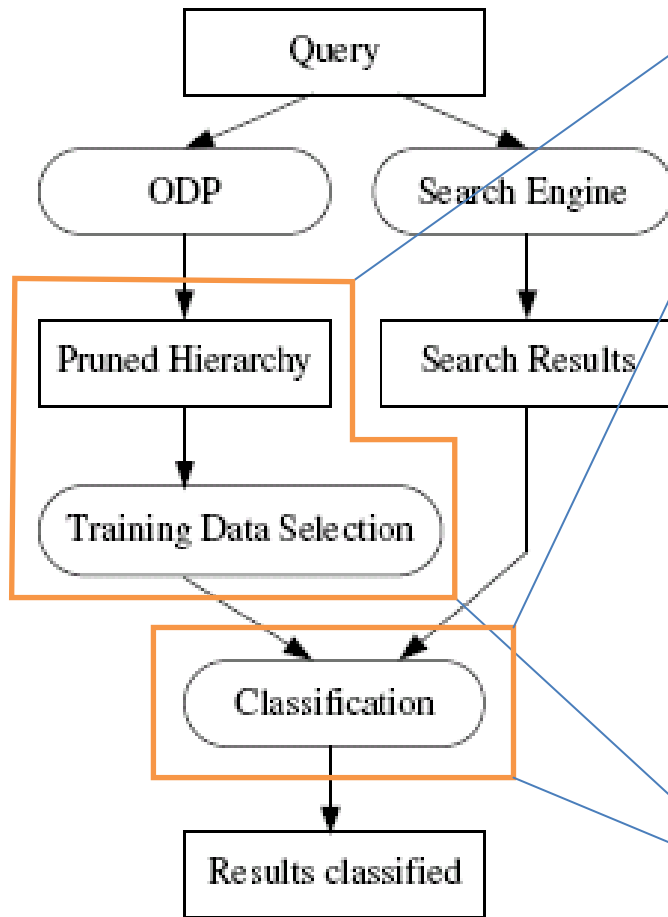 Query
ODP
Search Engine
Pruned Hierarchy
Search Results
Training Data Selection
Classification
Results classified